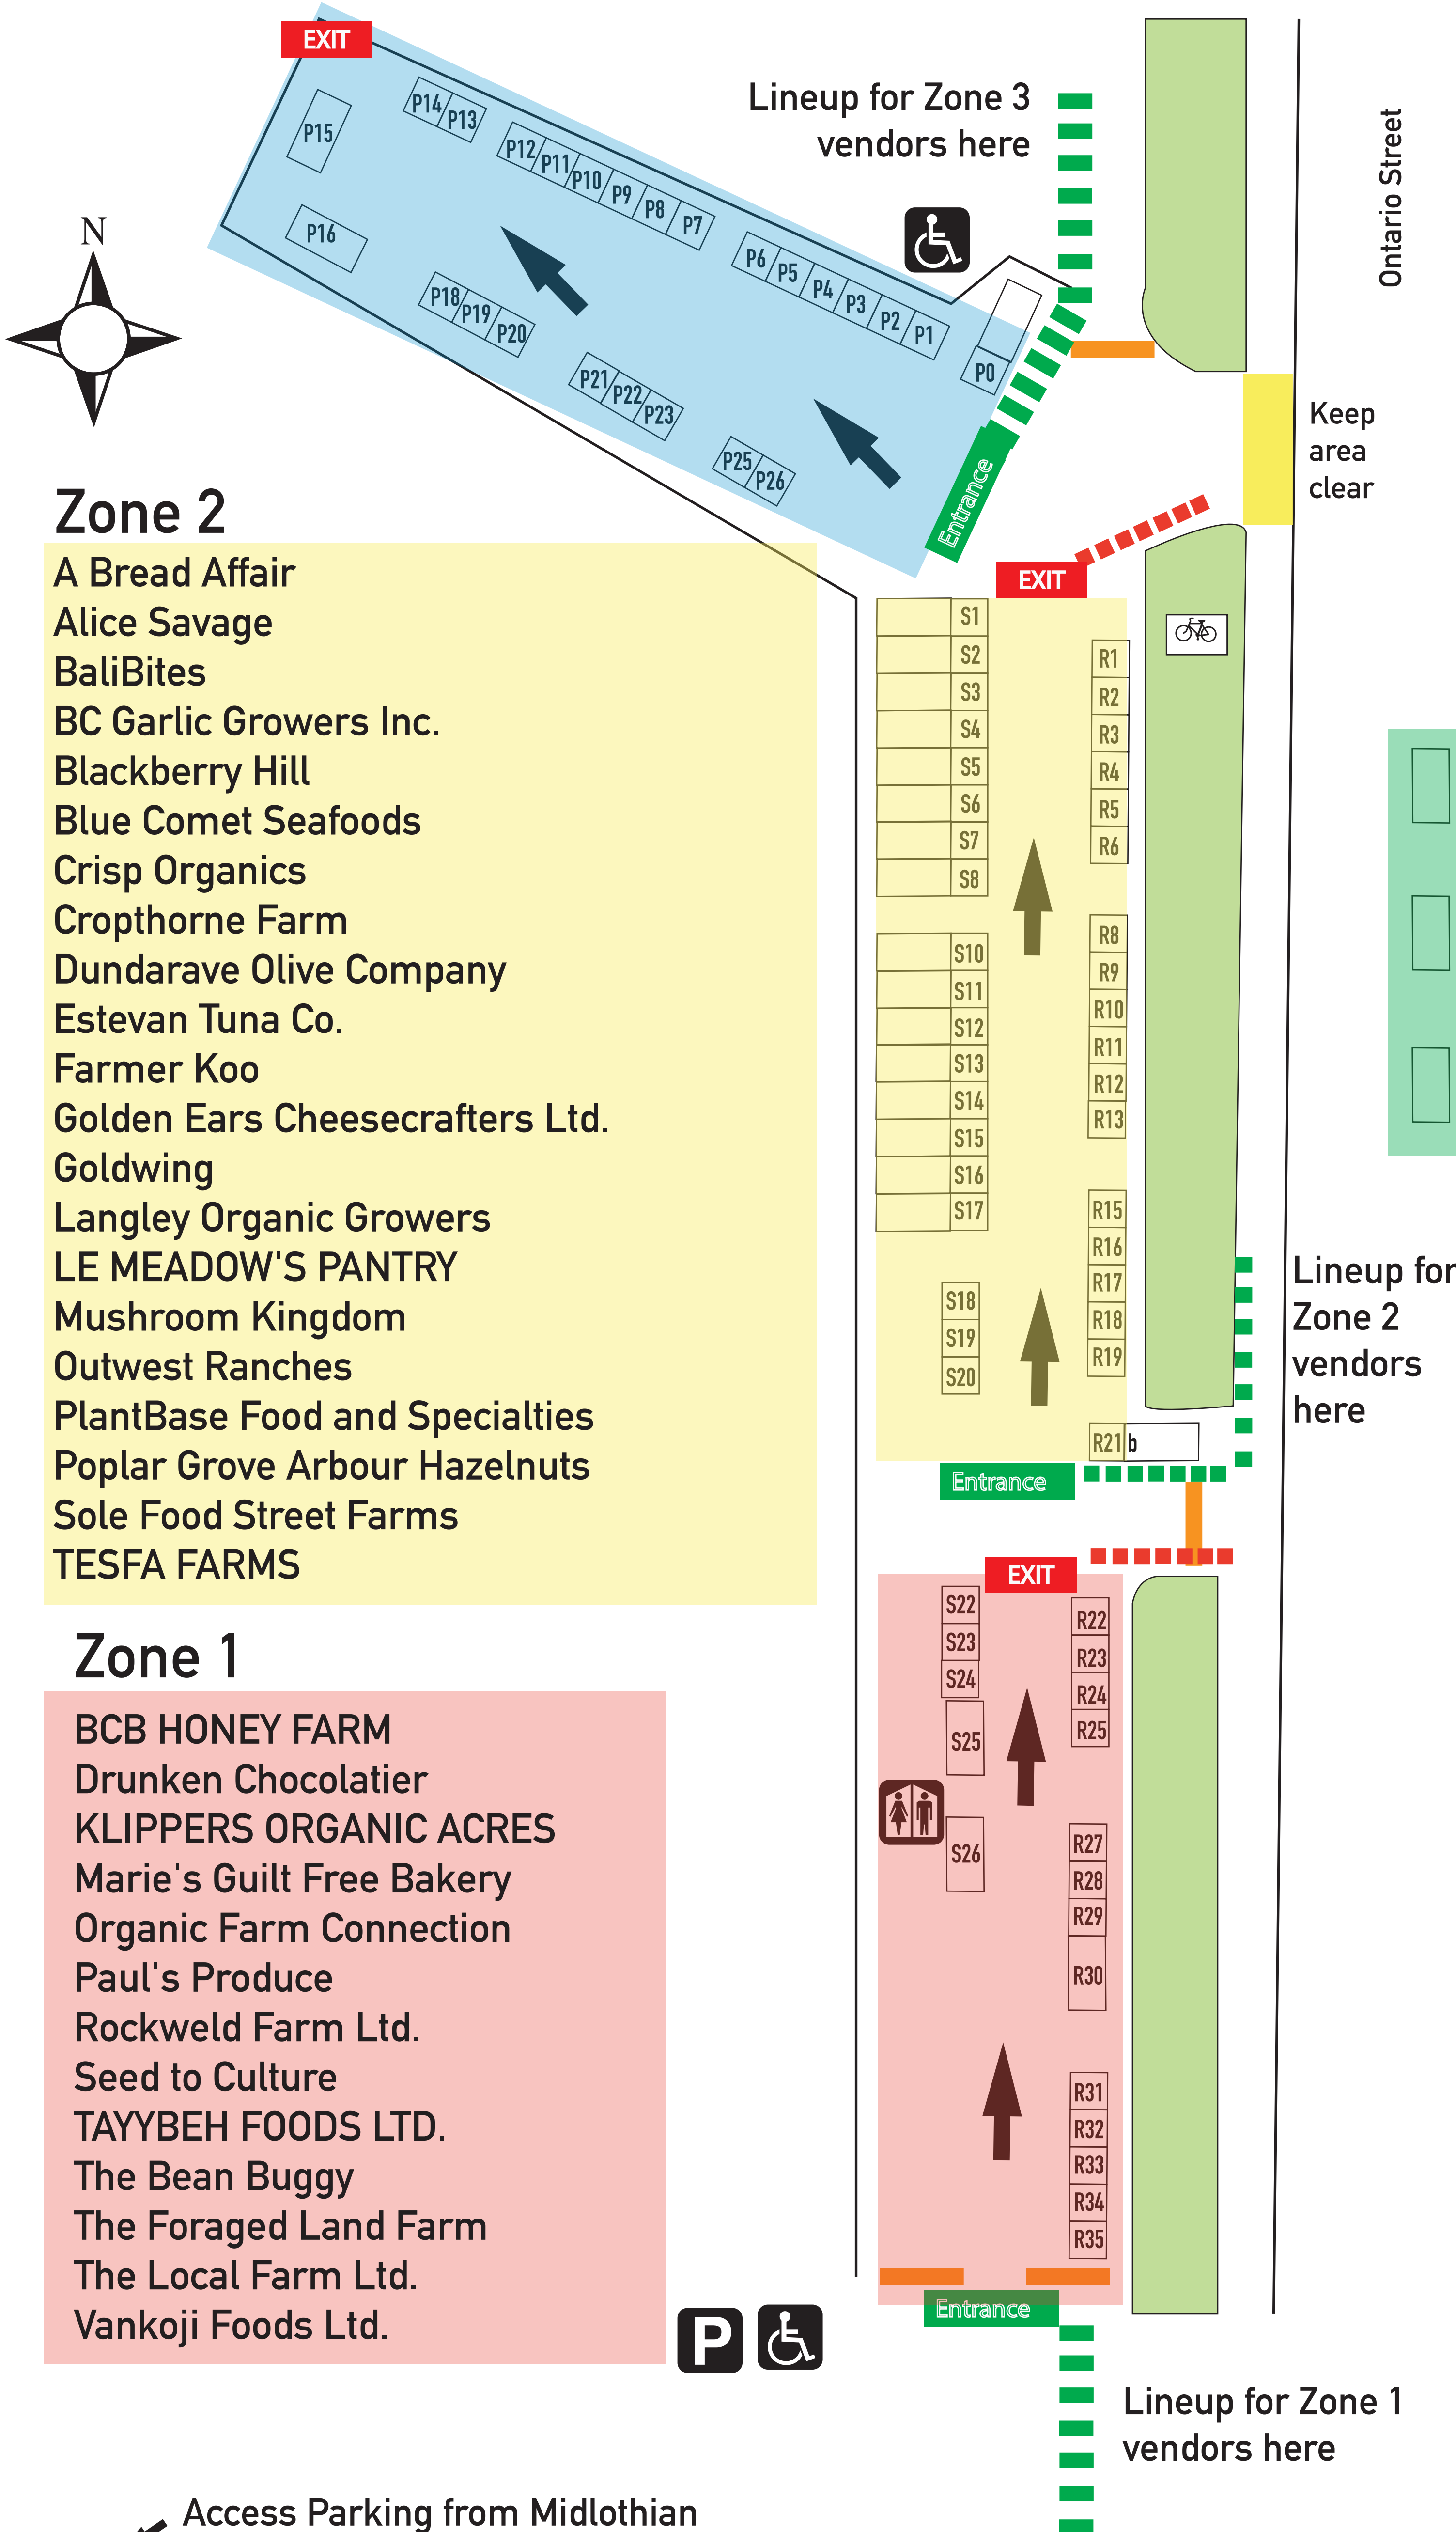 EXIT
P14
P13
P15
P12
P11
P10
P9
P8
P7
P16
P6
P5
P4
P3
P2
P1
P0
P18
P19
P20
P21
P22
P23
P25
P26
Entrance
Lineup for Zone 3
vendors here
Ontario Street
N
Keep
area
clear
Zone 2
A Bread Affair
Alice Savage
BaliBites
BC Garlic Growers Inc.
Blackberry Hill
Blue Comet Seafoods
Crisp Organics
Cropthorne Farm
Dundarave Olive Company
Estevan Tuna Co.
Farmer Koo
Golden Ears Cheesecrafters Ltd.
Goldwing
Langley Organic Growers
LE MEADOW'S PANTRY
Mushroom Kingdom
Outwest Ranches
PlantBase Food and Specialties
Poplar Grove Arbour Hazelnuts
Sole Food Street Farms
TESFA FARMS
EXIT
S1
S2
S3
S4
S5
S6
S7
S8
S10
S11
S12
S13
S14
S15
S16
S17
S18
S19
S20
R1
R2
R3
R4
R5
R6
R8
R9
R10
R11
R12
R13
R15
R16
R17
R18
R19
R21 b
Entrance
Lineup for
Zone 2
vendors
here
Zone 1
BCB HONEY FARM
Drunken Chocolatier
KLIPPERS ORGANIC ACRES
Marie's Guilt Free Bakery
Organic Farm Connection
Paul's Produce
Rockweld Farm Ltd.
Seed to Culture
TAYYBEH FOODS LTD.
The Bean Buggy
The Foraged Land Farm
The Local Farm Ltd.
Vankoji Foods Ltd.
EXIT
S22
S23
S24
S25
S26
R22
R23
R24
R25
R27
R28
R29
R30
R31
R32
R33
R34
R35
Entrance
P
Lineup for Zone 1
vendors here
Access Parking from Midlothian